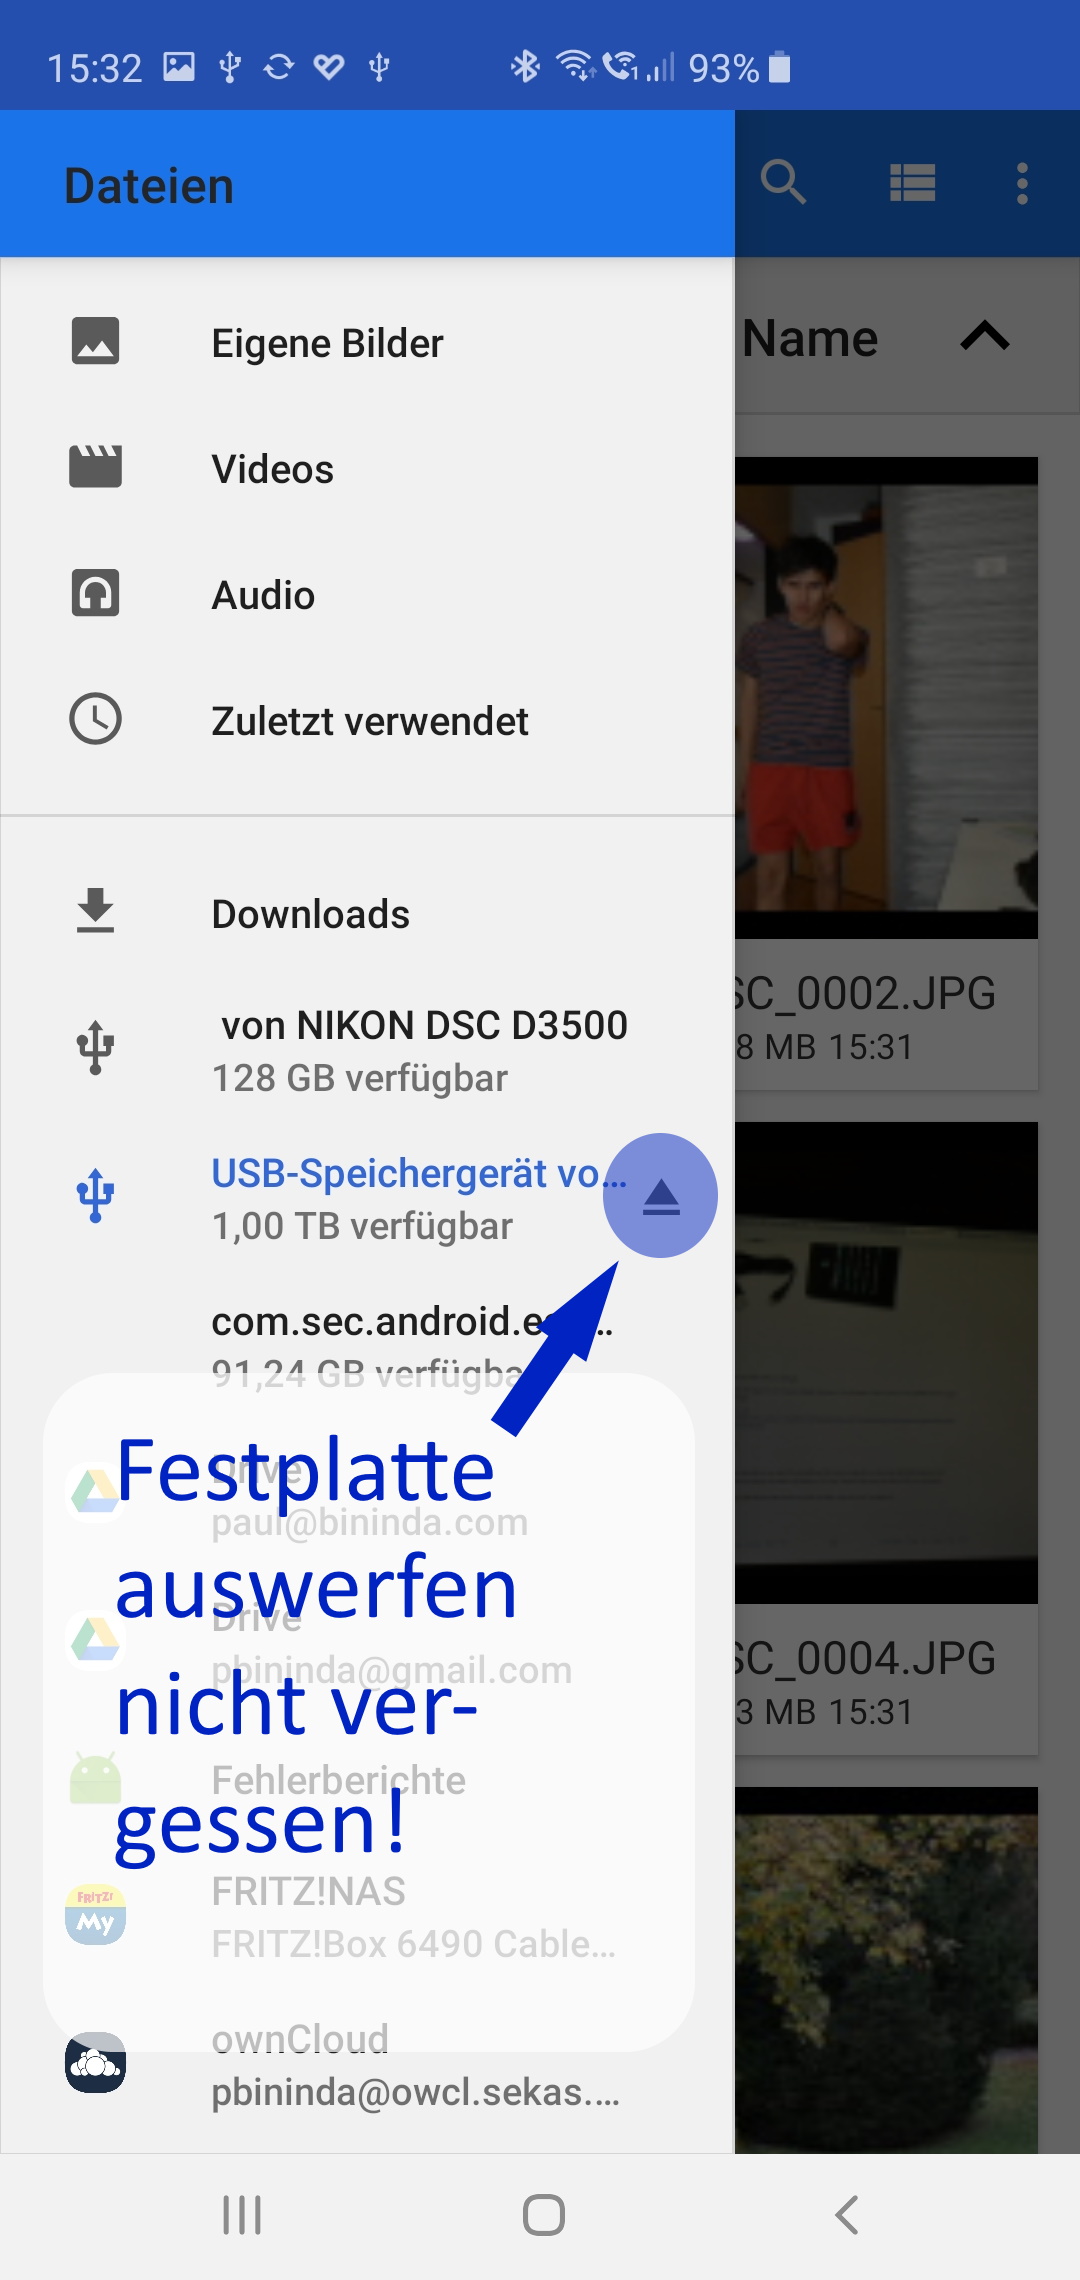 15:32
93%
Dateien
Eigene Bilder
Name
Videos
Audio
Zuletzt verwendet
Downloads
SC_0002.JPG
8 MB 15:31
von NIKON DSC D3500
128 GB verfügbar
USB-Speichergerät vo...
1,00 TB verfügbar
com.sec.android.e
91,24 GB verfügba
Festplatte
auswerfen
nicht ver-
gessen!
Drive
paul@bininda.com
Drive
pbininda@gmail.com
SC_0004.JPG
3 MB 15:31
Fehlerberichte
FRITZ!
My
FRITZ!NAS
FRITZ!Box 6490 Cable...
ownCloud
pbininda@owcl.sekas....